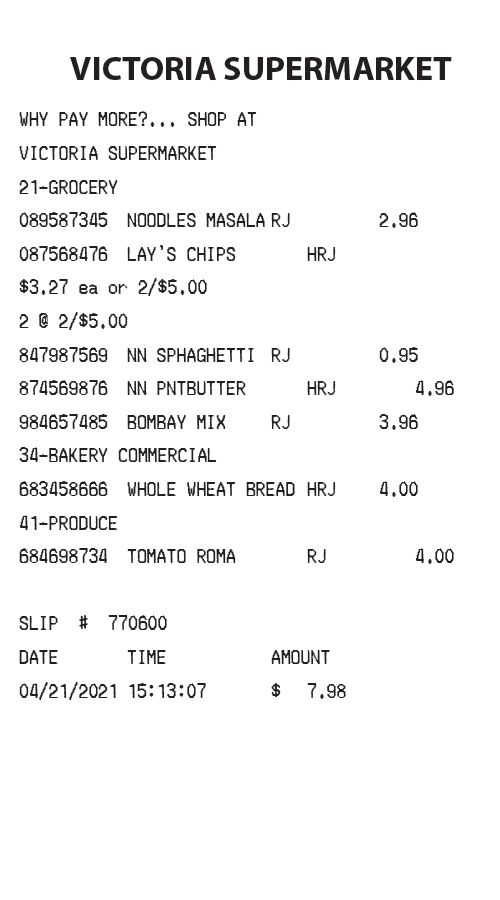 VICTORIA SUPERMARKET
WHY PAY MORE?... SHOP AT
VICTORIA SUPERMARKET
21-GROCERY
089587345 NOODLES MASALA RJ 2.96
087568476 LAY'S CHIPS HRJ
$3.27 ea or 2/$5.00
2 @ 2/$5.00
847987569 NN SPHAGHETTI RJ 0.95
874569876 NN PNTBUTTER HRJ 4.96
984657485 BOMBAY MIX RJ 3.96
34-BAKERY COMMERCIAL
683458666 WHOLE WHEAT BREAD HRJ 4.00
41-PRODUCE
684698734 TOMATO ROMA RJ 4.00
SLIP # 770600
DATE TIME AMOUNT
04/21/2021 15:13:07 $ 7.98